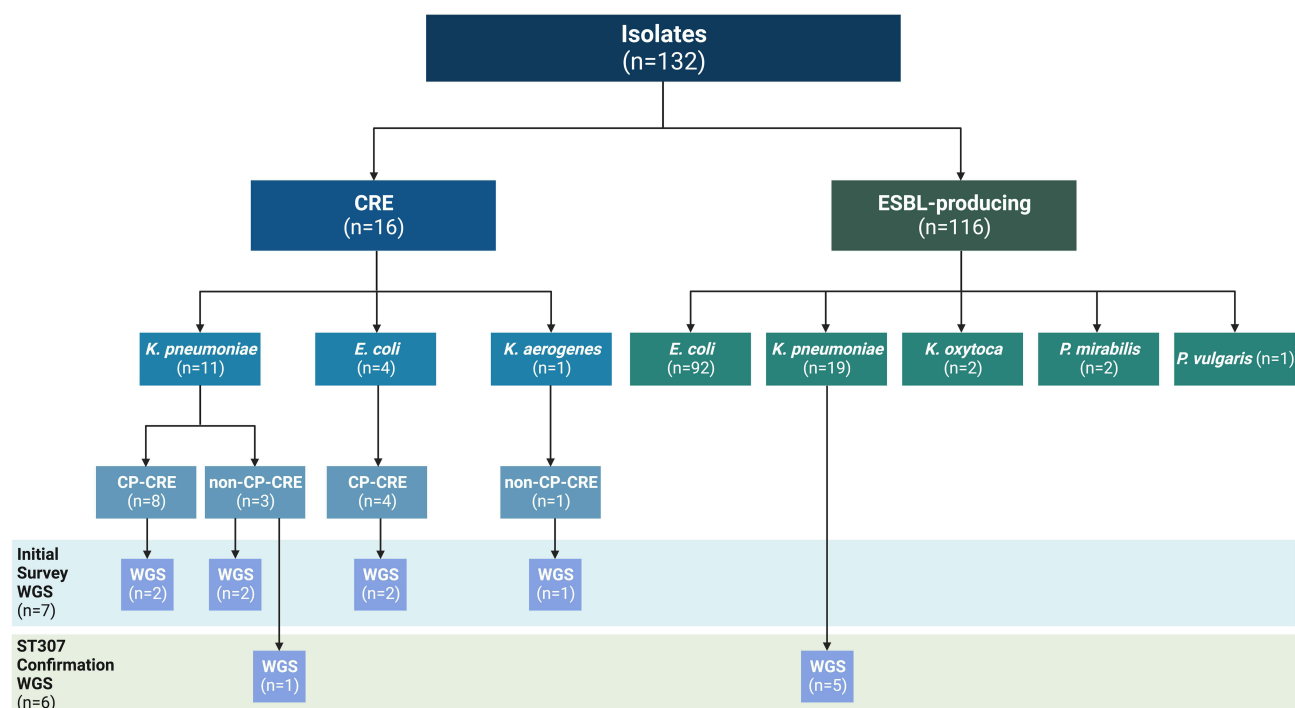 Isolates
(n=132)
CRE
(n=16)
ESBL-producing
(n=116)
K. pneumoniae
(n=11)
E. coli
(n=4)
K. aerogenes
(n=1)
E. coli
(n=92)
K. pneumoniae
(n=19)
K. oxytoca
(n=2)
P. mirabilis
(n=2)
P. vulgaris (n=1)
CP-CRE
(n=8)
non-CP-CRE
(n=3)
CP-CRE
(n=4)
non-CP-CRE
(n=1)
Initial
Survey
WGS
(n=7)
WGS
(n=2)
WGS
(n=2)
WGS
(n=2)
WGS
(n=1)
ST307
Confirmation
WGS
(n=6)
WGS
(n=1)
WGS
(n=5)